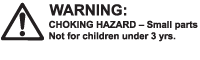 WARNING:
CHOKING HAZARD – Small parts
Not for children under 3 yrs.